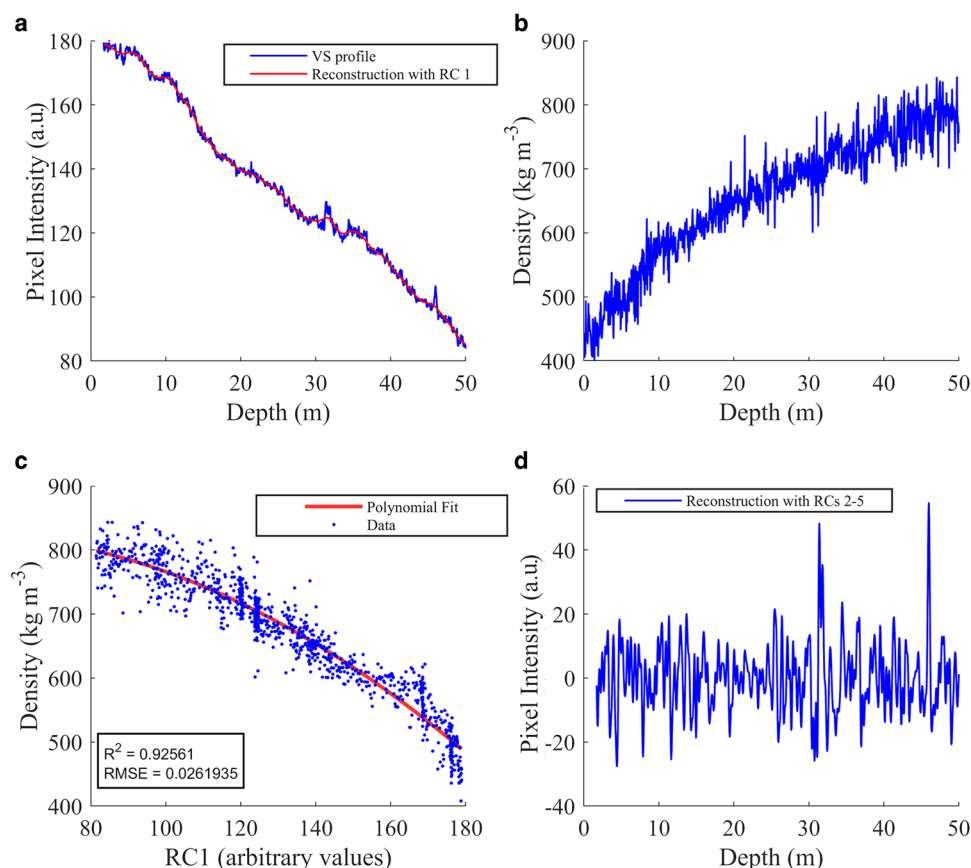 a
180
160
140
120
100
80
0
10
20
30
40
50
Pixel Intensity (a.u)
Depth (m)
VS profile
Reconstruction with RC 1
b
900
800
700
600
500
400
0
10
20
30
40
50
Density (kg m⁻³)
Depth (m)
c
900
800
700
600
500
400
80
100
120
140
160
180
Density (kg m⁻³)
RC1 (arbitrary values)
Polynomial Fit
Data
R² = 0.92561
RMSE = 0.0261935
d
60
40
20
0
-20
-40
0
10
20
30
40
50
Pixel Intensity (a.u)
Depth (m)
Reconstruction with RCs 2-5